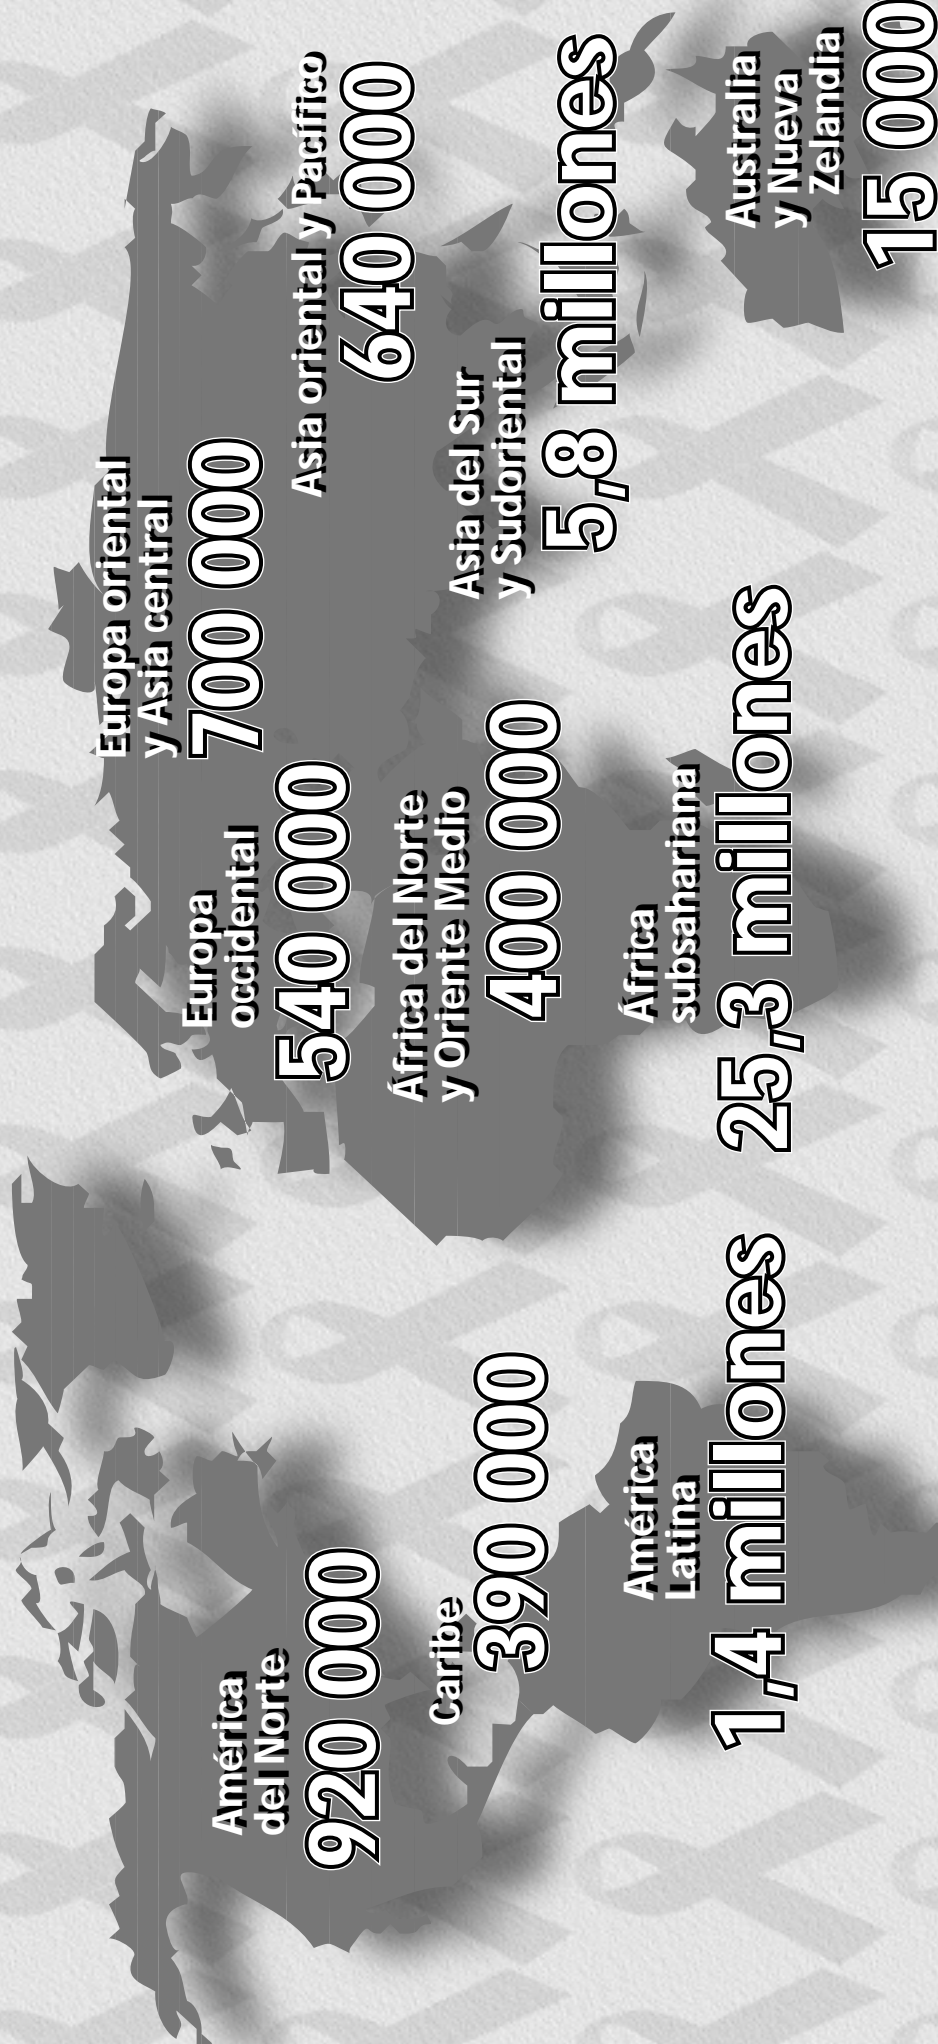 América
del Norte
920 000
Caribe
390 000
América
Latina
1,4 millones
Europa
occidental
540 000
África del Norte
y Oriente Medio
400 000
África
subsahariana
25,3 millones
Europa oriental
y Asia central
700 000
Asia oriental y Pacífico
640 000
Asia del Sur
y Sudoriental
5,8 millones
Australia
y Nueva
Zelandia
15 000